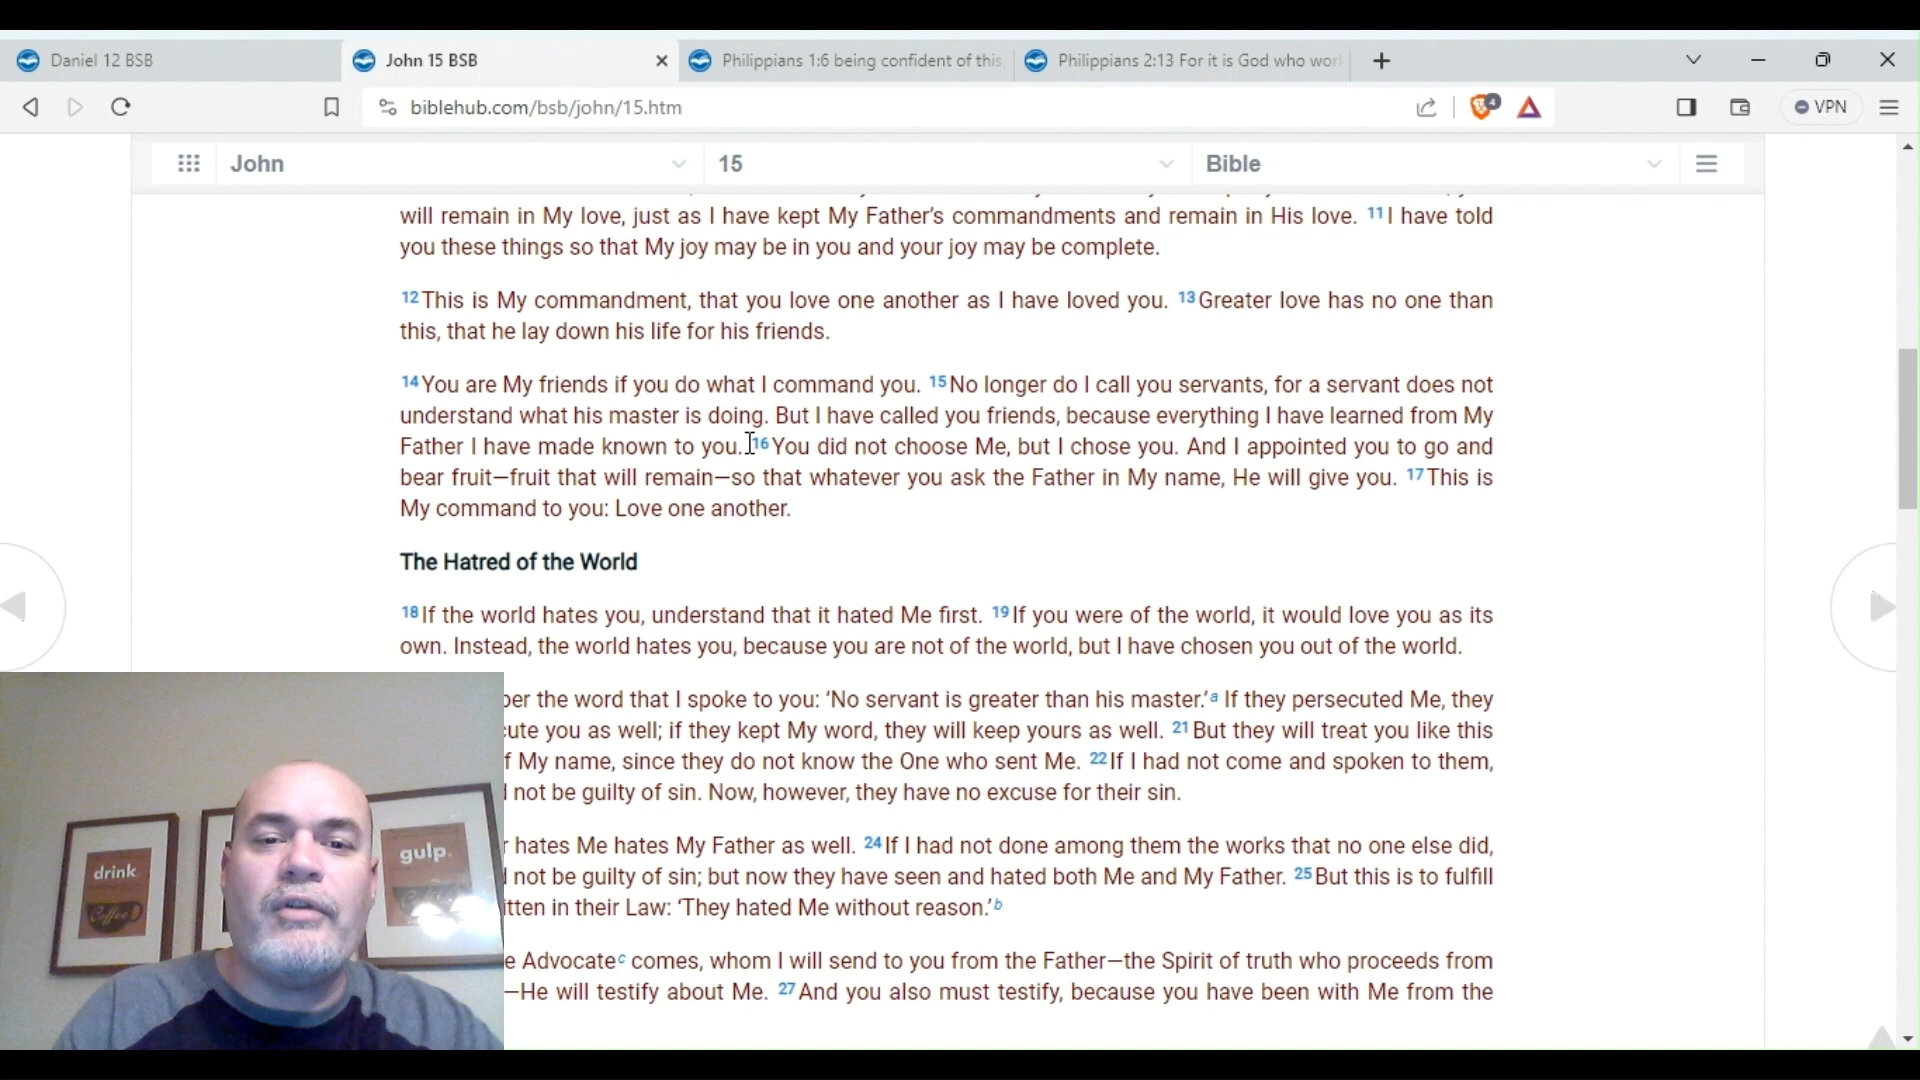 Daniel 12 BSB
John 15 BSB
Philippians 1:6 being confident of this
Philippians 2:13 For it is God who wor
biblehub.com/bsb/john/15.htm
4
VPN
John
15
Bible
will remain in My love, just as I have kept My Father’s commandments and remain in His love. 11 I have told
you these things so that My joy may be in you and your joy may be complete.
12 This is My commandment, that you love one another as I have loved you. 13 Greater love has no one than
this, that he lay down his life for his friends.
14 You are My friends if you do what I command you. 15 No longer do I call you servants, for a servant does not
understand what his master is doing. But I have called you friends, because everything I have learned from My
Father I have made known to you. 16 You did not choose Me, but I chose you. And I appointed you to go and
bear fruit—fruit that will remain—so that whatever you ask the Father in My name, He will give you. 17 This is
My command to you: Love one another.
The Hatred of the World
18 If the world hates you, understand that it hated Me first. 19 If you were of the world, it would love you as its
own. Instead, the world hates you, because you are not of the world, but I have chosen you out of the world.
ber the word that I spoke to you: ‘No servant is greater than his master.’ a If they persecuted Me, they
cute you as well; if they kept My word, they will keep yours as well. 21 But they will treat you like this
f My name, since they do not know the One who sent Me. 22 If I had not come and spoken to them,
not be guilty of sin. Now, however, they have no excuse for their sin.
r hates Me hates My Father as well. 24 If I had not done among them the works that no one else did,
not be guilty of sin; but now they have seen and hated both Me and My Father. 25 But this is to fulfill
itten in their Law: ‘They hated Me without reason.’ b
e Advocate c comes, whom I will send to you from the Father—the Spirit of truth who proceeds from
—He will testify about Me. 27 And you also must testify, because you have been with Me from the
drink
Coffee
gulp.